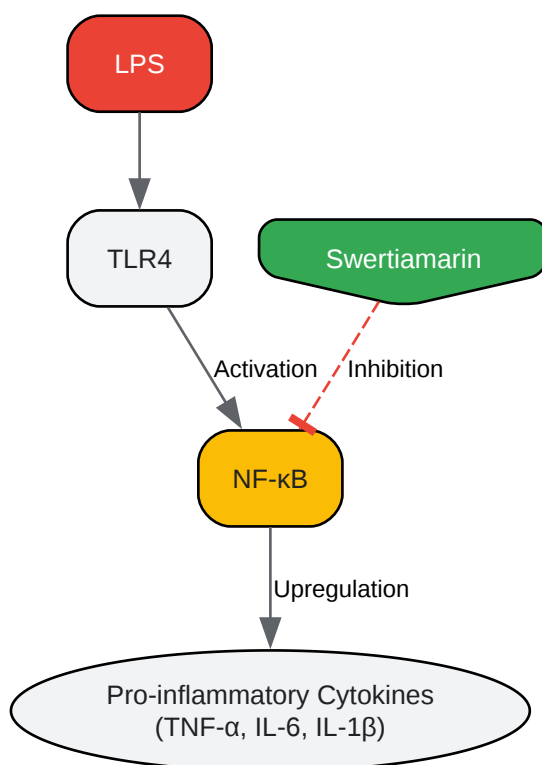 LPS
TLR4
Swertiamarin
Activation
Inhibition
NF-κB
Upregulation
Pro-inflammatory Cytokines
(TNF-α, IL-6, IL-1β)